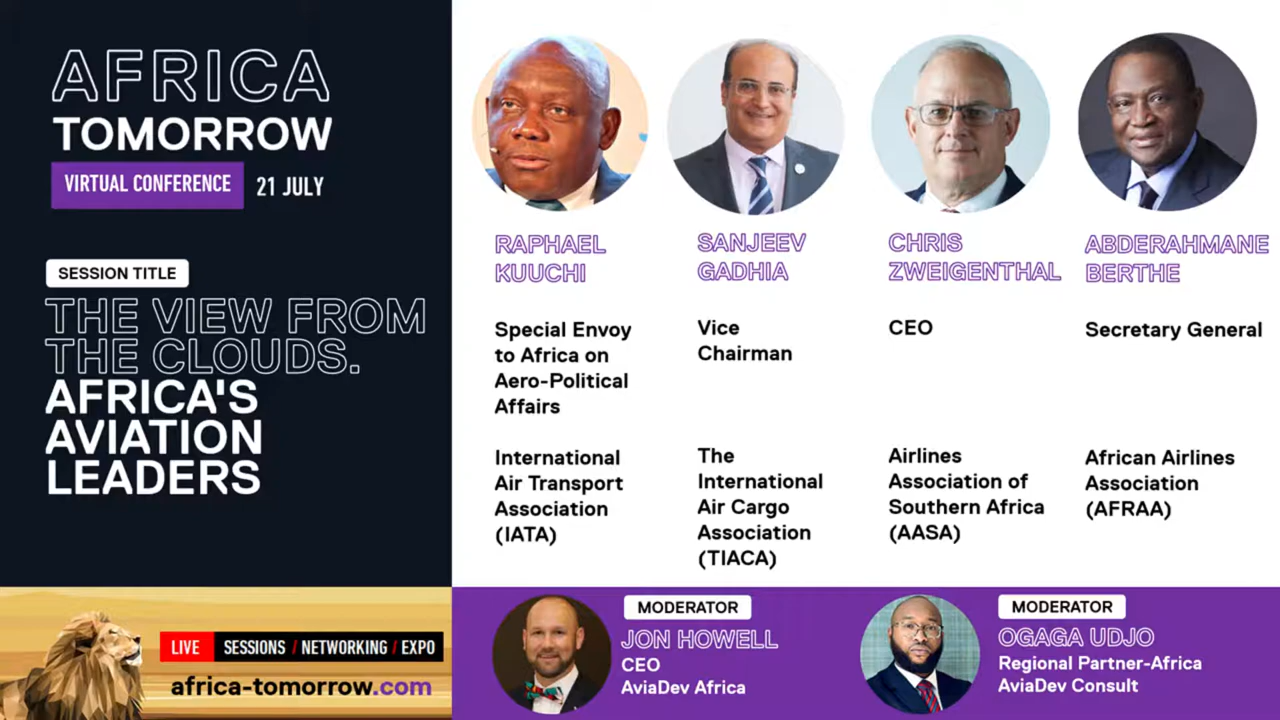 AFRICA
TOMORROW
VIRTUAL CONFERENCE 21 JULY
SESSION TITLE
THE VIEW FROM
THE CLOUDS.
AFRICA'S
AVIATION
LEADERS
LIVE SESSIONS / NETWORKING / EXPO
africa-tomorrow.com
RAPHAEL
KUUCHI
Special Envoy
to Africa on
Aero-Political
Affairs
International
Air Transport
Association
(IATA)
SANJEEV
GADHIA
Vice
Chairman
The
International
Air Cargo
Association
(TIACA)
CHRIS
ZWEIGENTHAL
CEO
Airlines
Association of
Southern Africa
(AASA)
ABDERAHMANE
BERTHE
Secretary General
African Airlines
Association
(AFRAA)
MODERATOR
JON HOWELL
CEO
AviaDev Africa
MODERATOR
OGAGA UDJO
Regional Partner-Africa
AviaDev Consult